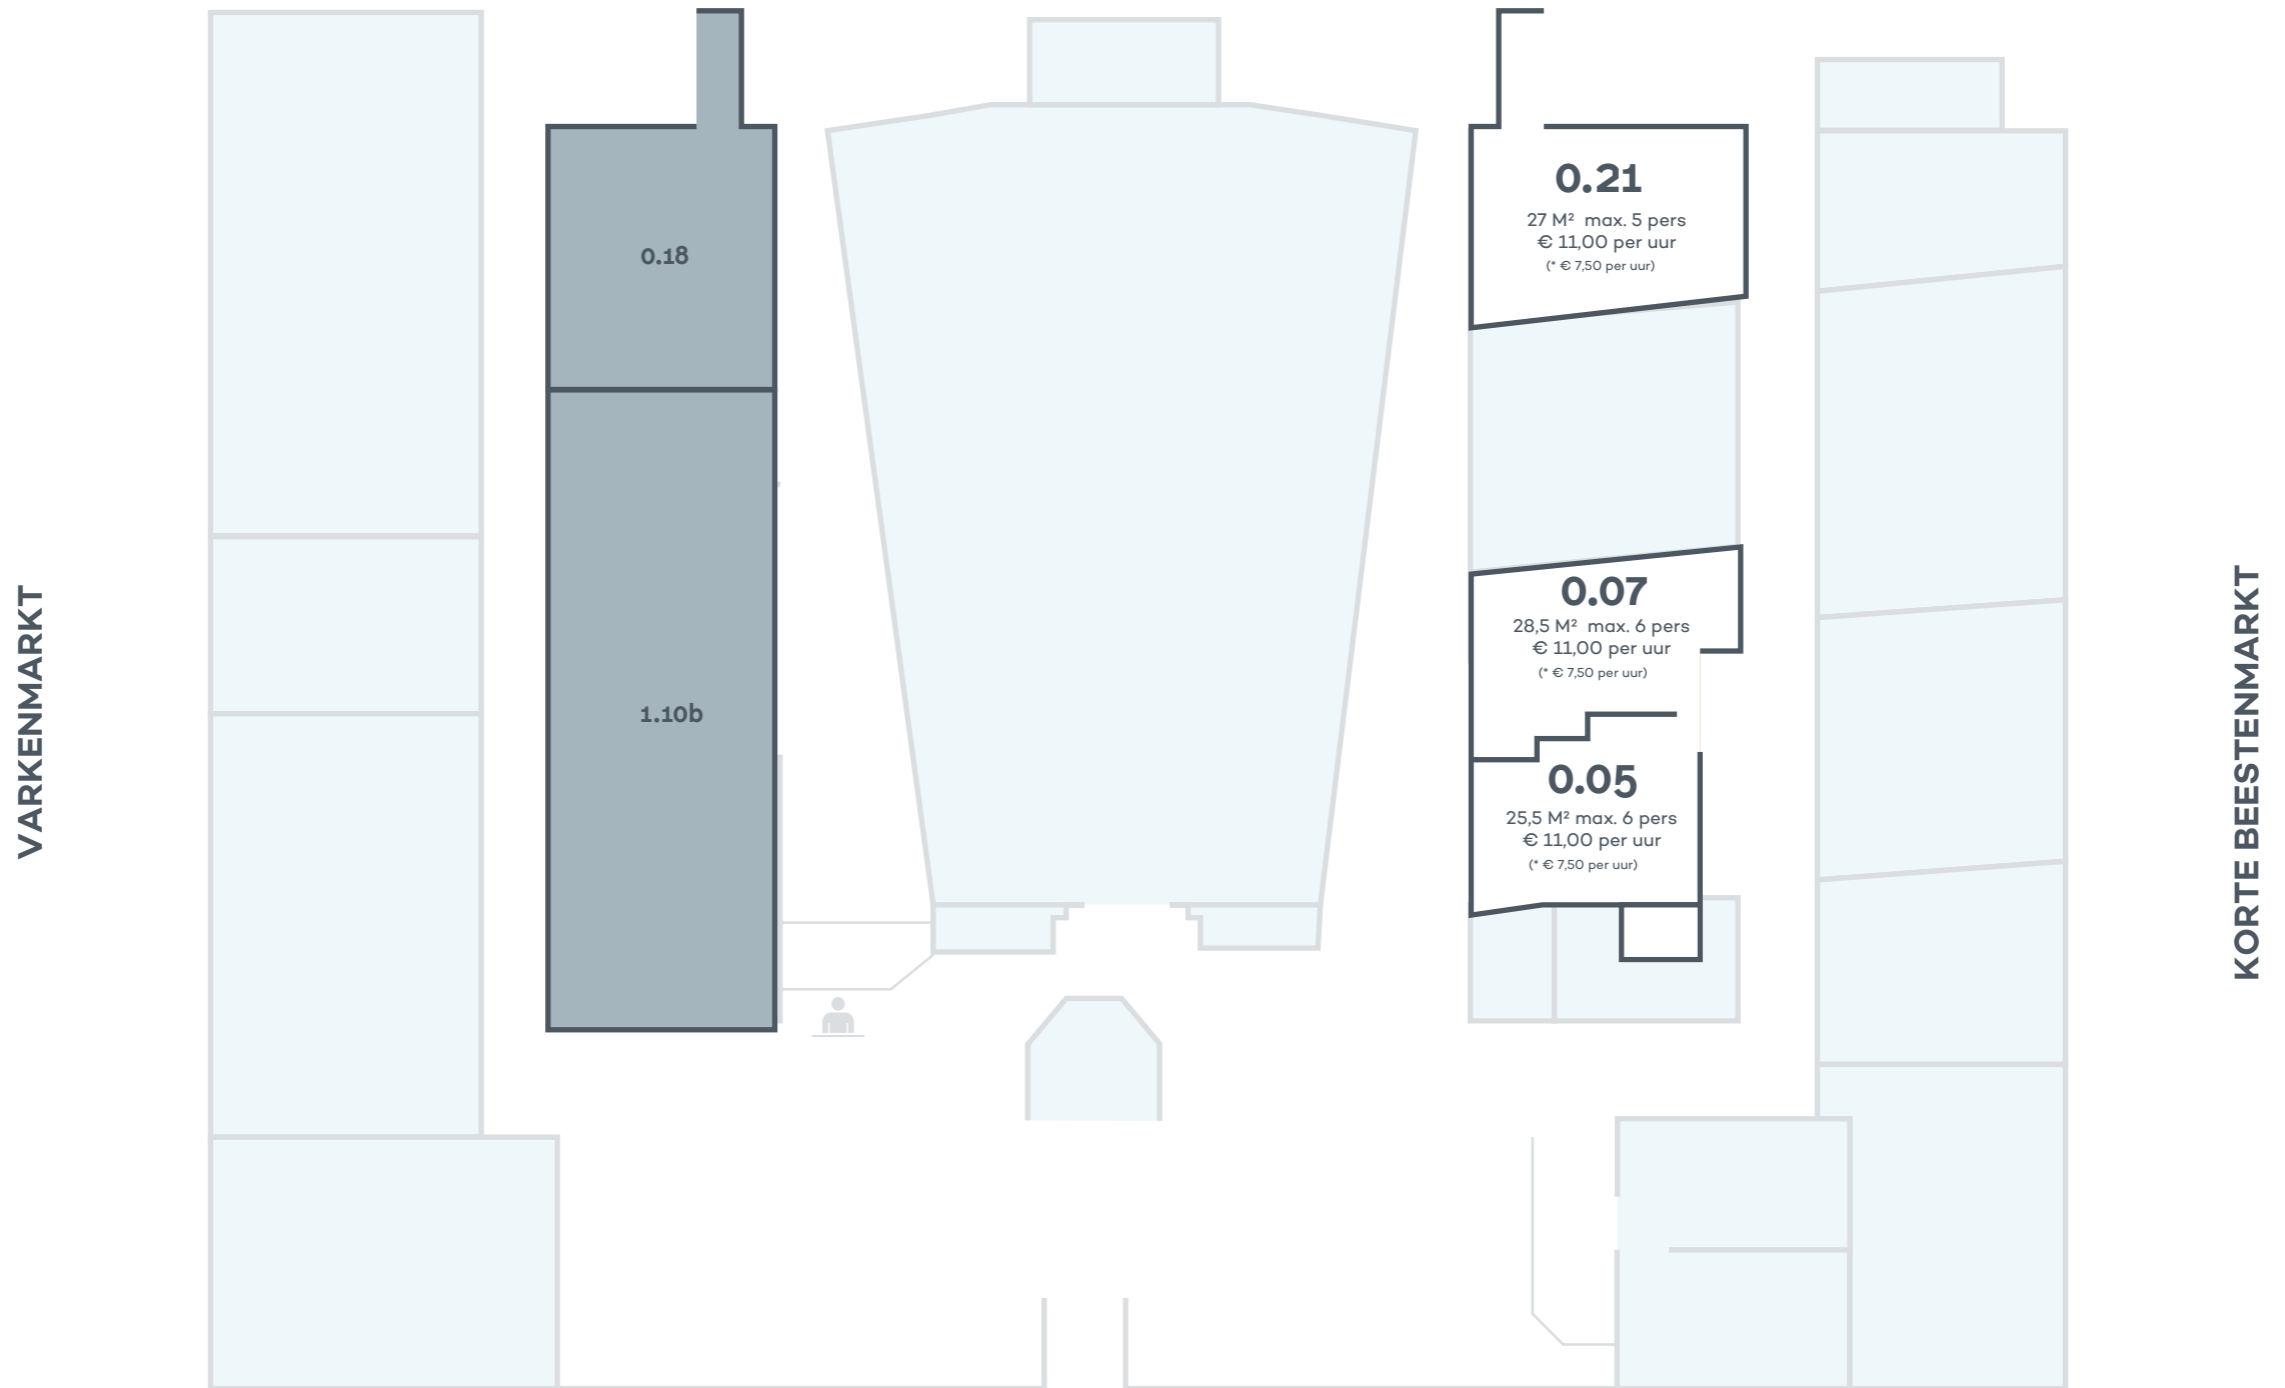 VARKENMARKT
0.18
1.10b
0.21
27 M² max. 5 pers
€ 11,00 per uur
(* € 7,50 per uur)
0.07
28,5 M² max. 6 pers
€ 11,00 per uur
(* € 7,50 per uur)
0.05
25,5 M² max. 6 pers
€ 11,00 per uur
(* € 7,50 per uur)
KORTE BEESTENMARKT